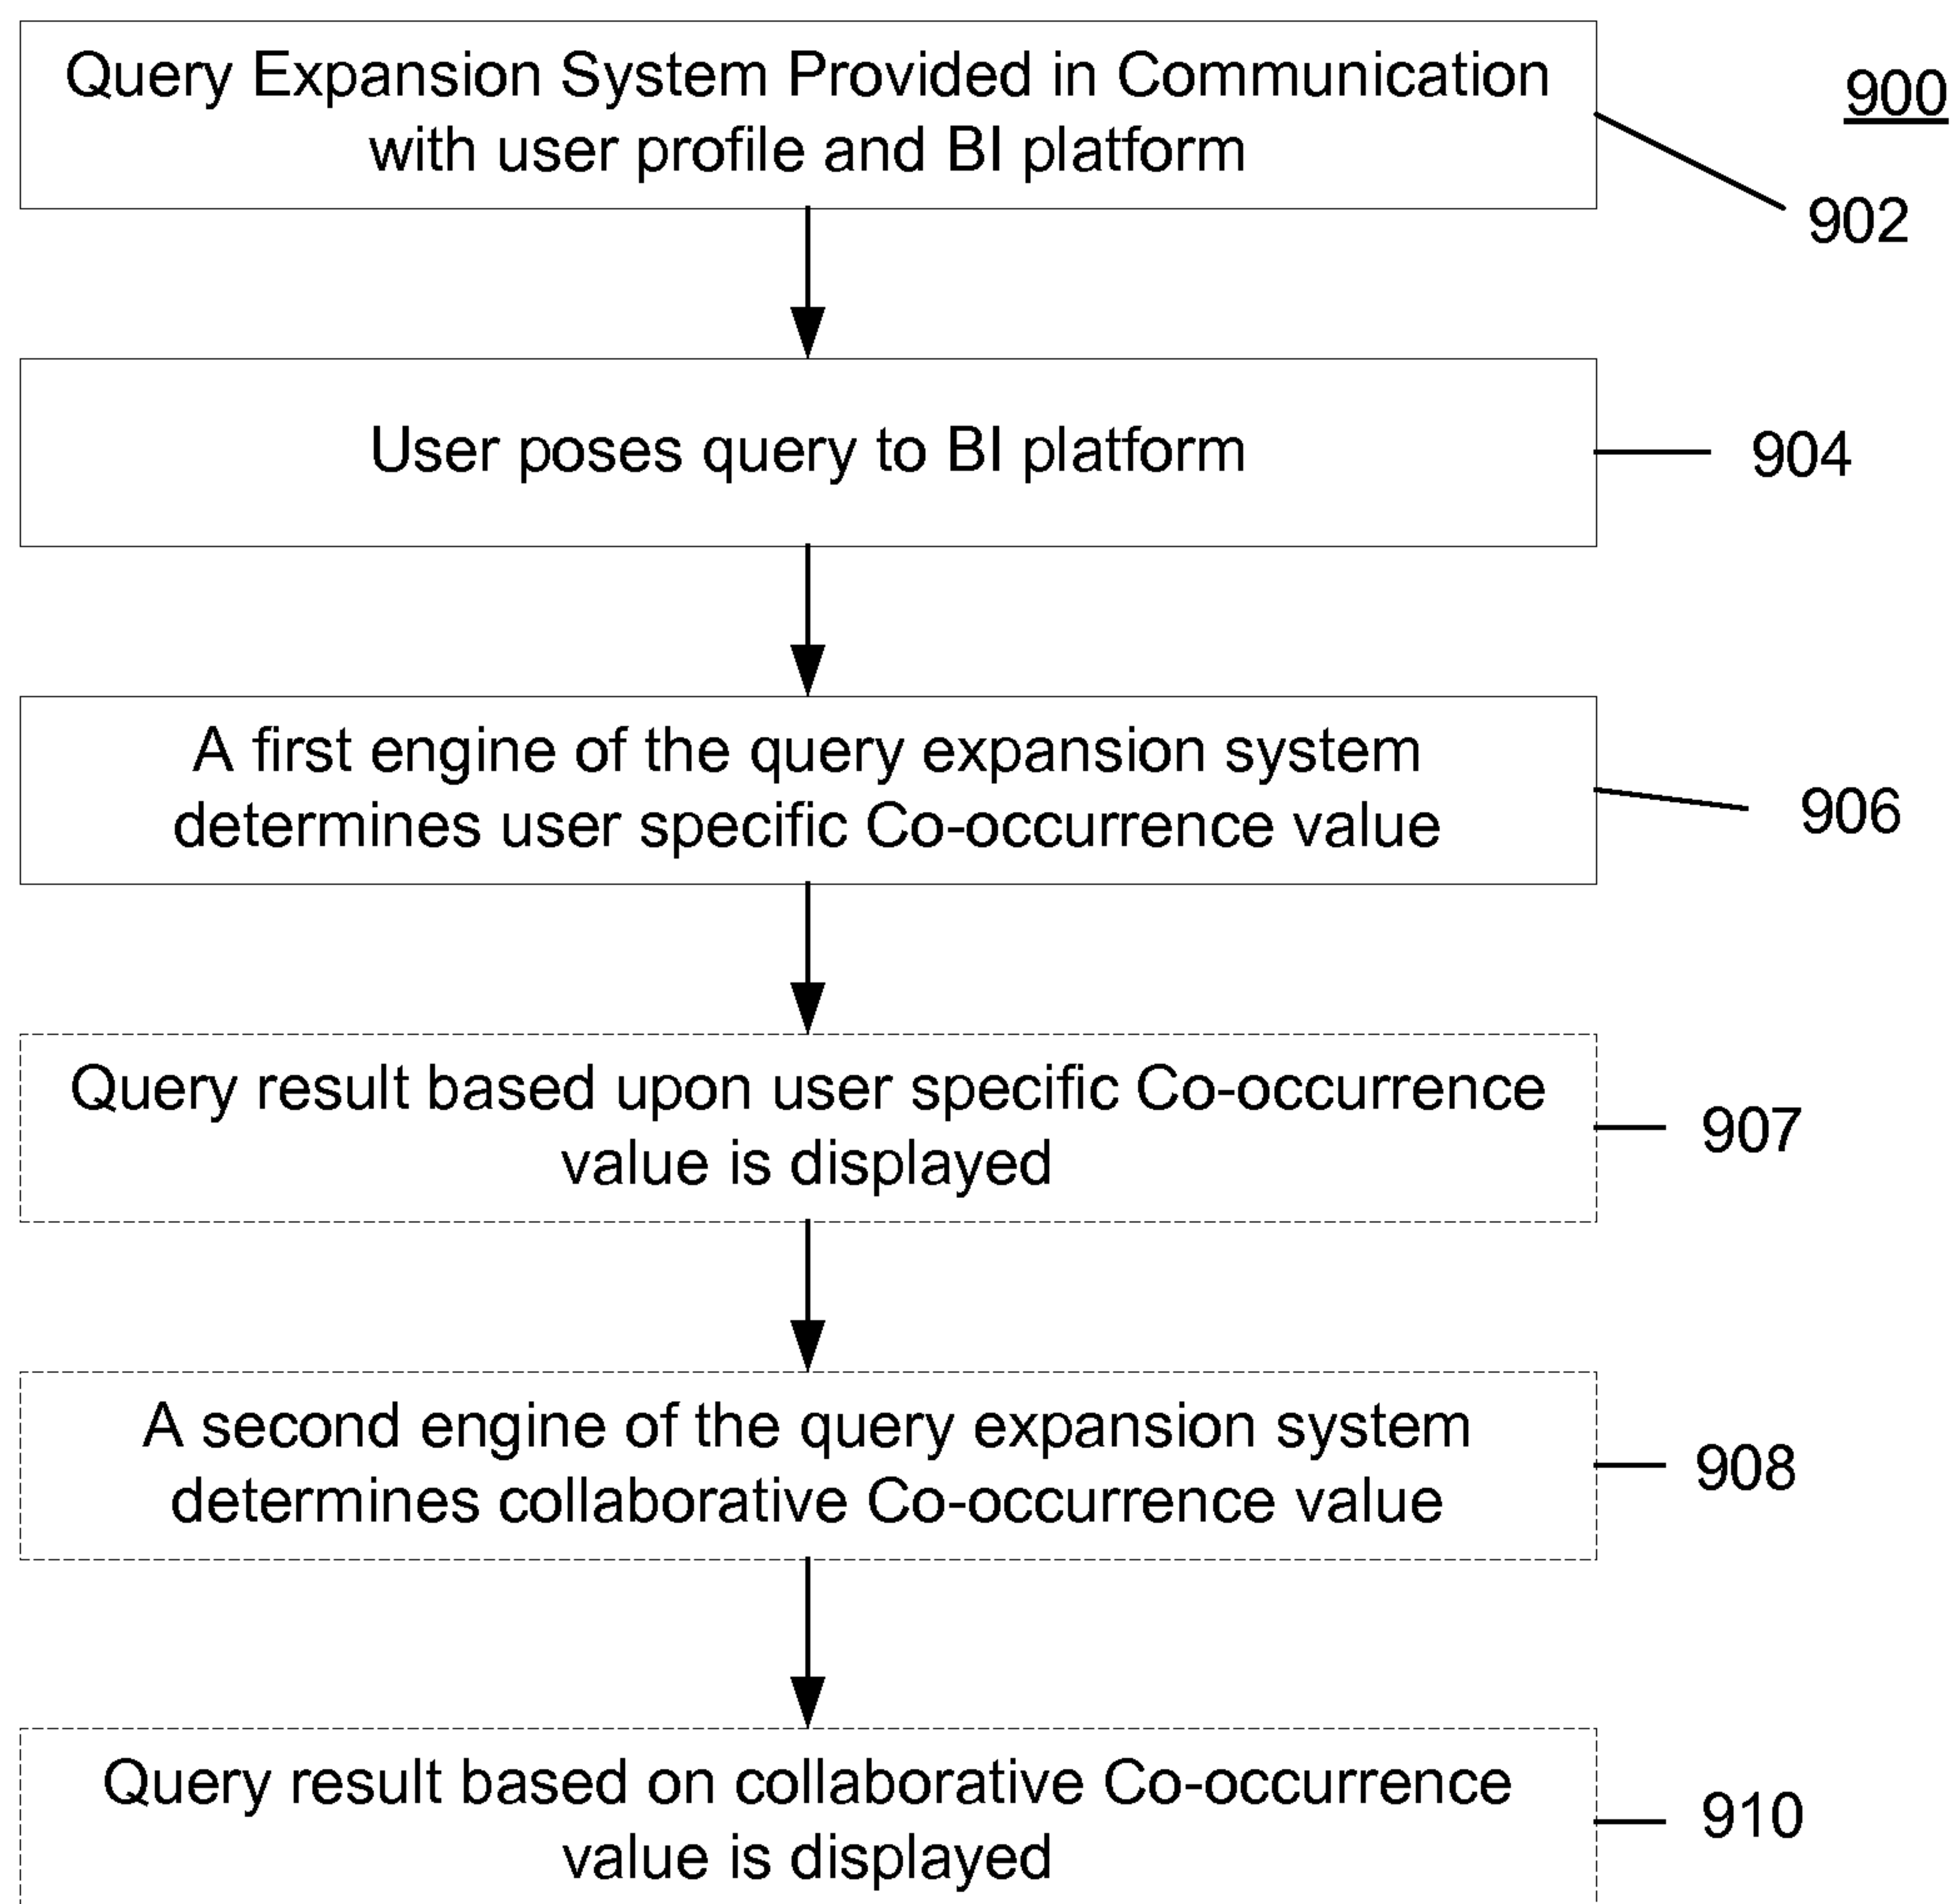 Query Expansion System Provided in Communication
with user profile and BI platform
900
902
User poses query to BI platform
904
A first engine of the query expansion system
determines user specific Co-occurrence value
906
Query result based upon user specific Co-occurrence
value is displayed
907
A second engine of the query expansion system
determines collaborative Co-occurrence value
908
Query result based on collaborative Co-occurrence
value is displayed
910